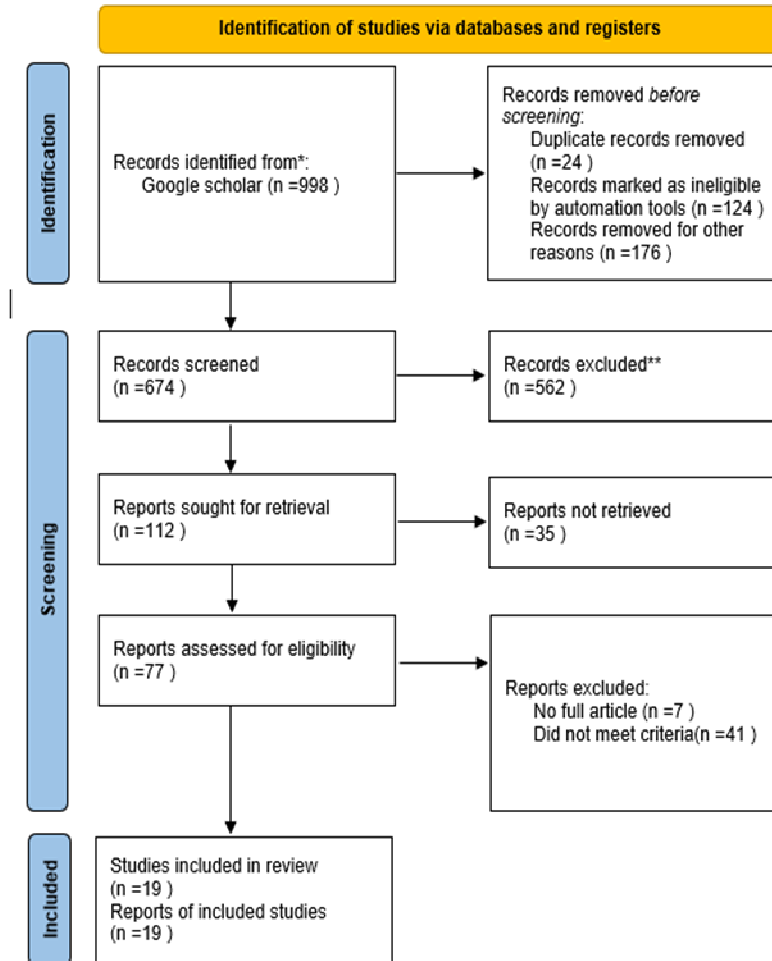 Identification of studies via databases and registers
Identification
Records identified from*:
Google scholar (n =998 )
Records removed before
screening:
Duplicate records removed
(n =24 )
Records marked as ineligible
by automation tools (n =124 )
Records removed for other
reasons (n =176 )
Screening
Records screened
(n =674 )
Records excluded**
(n =562 )
Reports sought for retrieval
(n =112 )
Reports not retrieved
(n =35 )
Reports assessed for eligibility
(n =77 )
Reports excluded:
No full article (n =7 )
Did not meet criteria(n =41 )
Included
Studies included in review
(n =19 )
Reports of included studies
(n =19 )